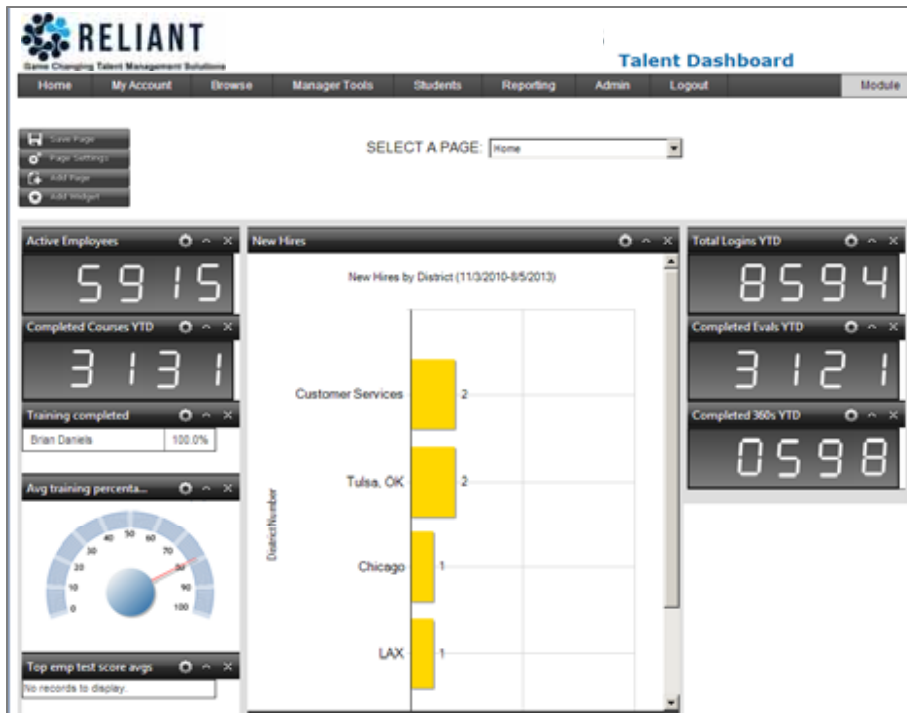 RELIANT
Game Changing Talent Management Solutions
Talent Dashboard
Home My Account Browse Manager Tools Students Reporting Admin Logout Module
Save Page
Page Settings
Add Page
Add Widget
SELECT A PAGE: Home
Active Employees
5915
Completed Courses YTD
3131
Training completed
Brian Daniels 100.0%
Avg training percenta...
0 10 20 30 40 50 60 70 80 90 100
Top emp test score avgs
No records to display.
New Hires
New Hires by District (11/3/2010-8/5/2013)
District Number
Customer Services 2
Tulsa, OK 2
Chicago 1
LAX 1
Total Logins YTD
8594
Completed Evals YTD
3121
Completed 360s YTD
0598